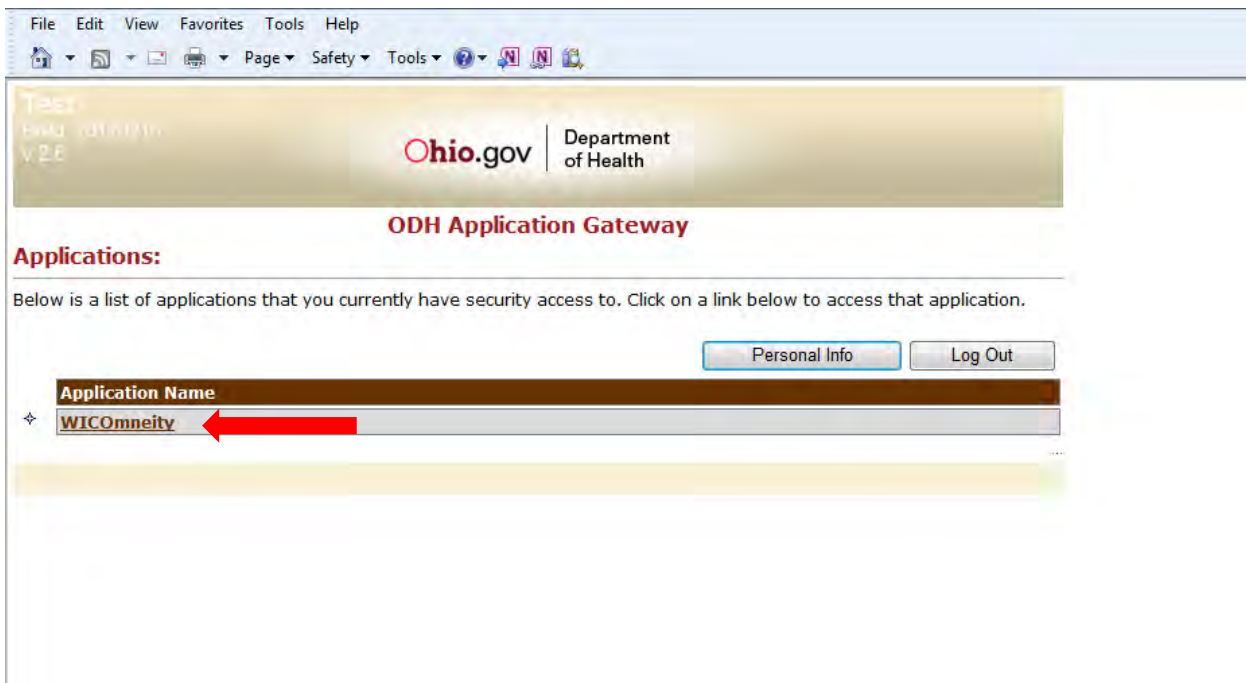 File Edit View Favorites Tools Help
Page Safety Tools
Test
v 2.6
Ohio.gov
Department
of Health
ODH Application Gateway
Applications:
Below is a list of applications that you currently have security access to. Click on a link below to access that application.
Personal Info Log Out
Application Name
WICOmneity